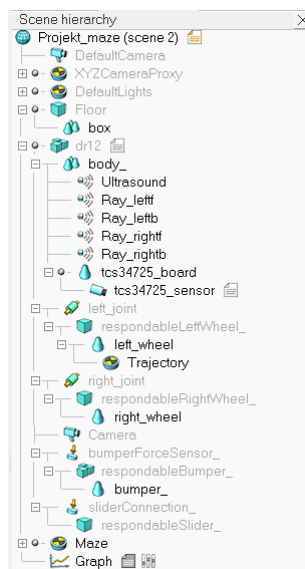 Scene hierarchy
Projekt_maze (scene 2)
DefaultCamera
XYZCameraProxy
DefaultLights
Floor
box
dr12
body_
Ultrasound
Ray_leftf
Ray_leftb
Ray_rightf
Ray_rightb
tcs34725_board
tcs34725_sensor
left_joint
respondableLeftWheel_
left_wheel
Trajectory
right_joint
respondableRightWheel_
right_wheel
Camera
bumperForceSensor_
respondableBumper_
bumper_
sliderConnection_
respondableSlider_
Maze
Graph